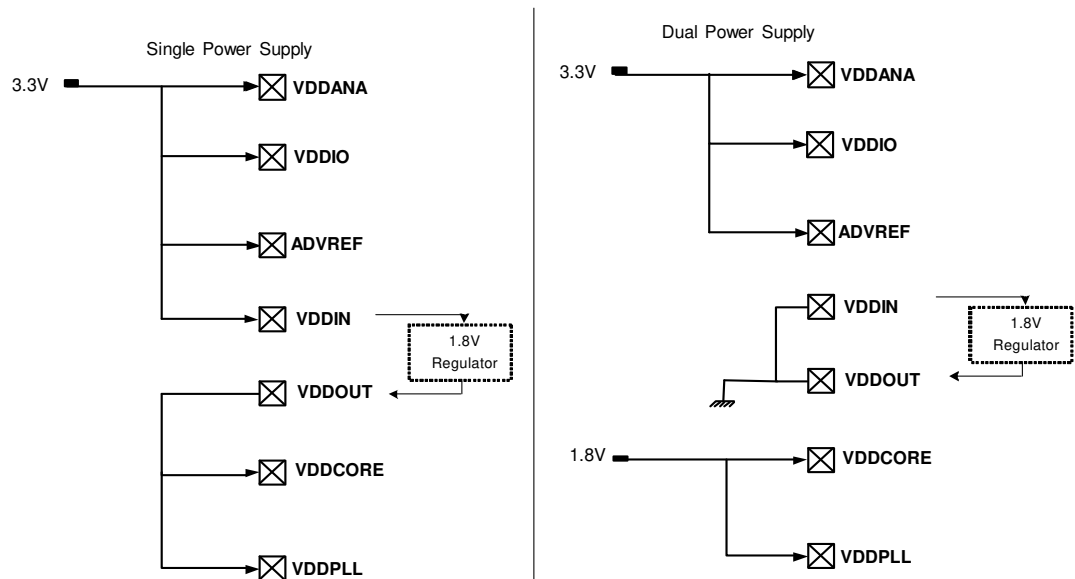 Single Power Supply
3.3V
VDDANA
VDDIO
ADVREF
VDDIN
1.8V
Regulator
VDDOUT
VDDCORE
VDDPLL
Dual Power Supply
3.3V
VDDANA
VDDIO
ADVREF
VDDIN
1.8V
Regulator
VDDOUT
1.8V
VDDCORE
VDDPLL